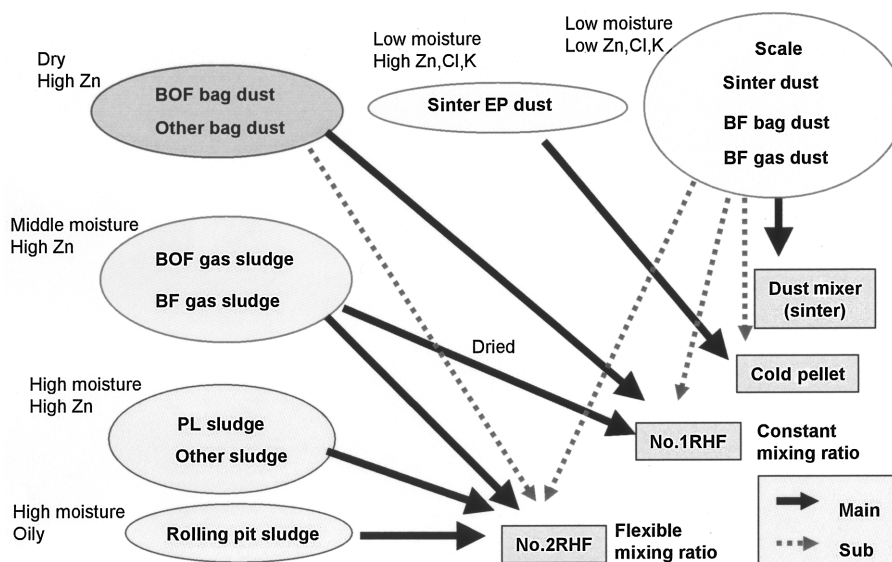 Dry
High Zn
BOF bag dust
Other bag dust
Low moisture
High Zn,Cl,K
Sinter EP dust
Low moisture
Low Zn,Cl,K
Scale
Sinter dust
BF bag dust
BF gas dust
Middle moisture
High Zn
BOF gas sludge
BF gas sludge
Dried
Dust mixer
(sinter)
Cold pellet
High moisture
High Zn
PL sludge
Other sludge
No.1RHF
Constant
mixing ratio
High moisture
Oily
Rolling pit sludge
No.2RHF
Flexible
mixing ratio
Main
Sub